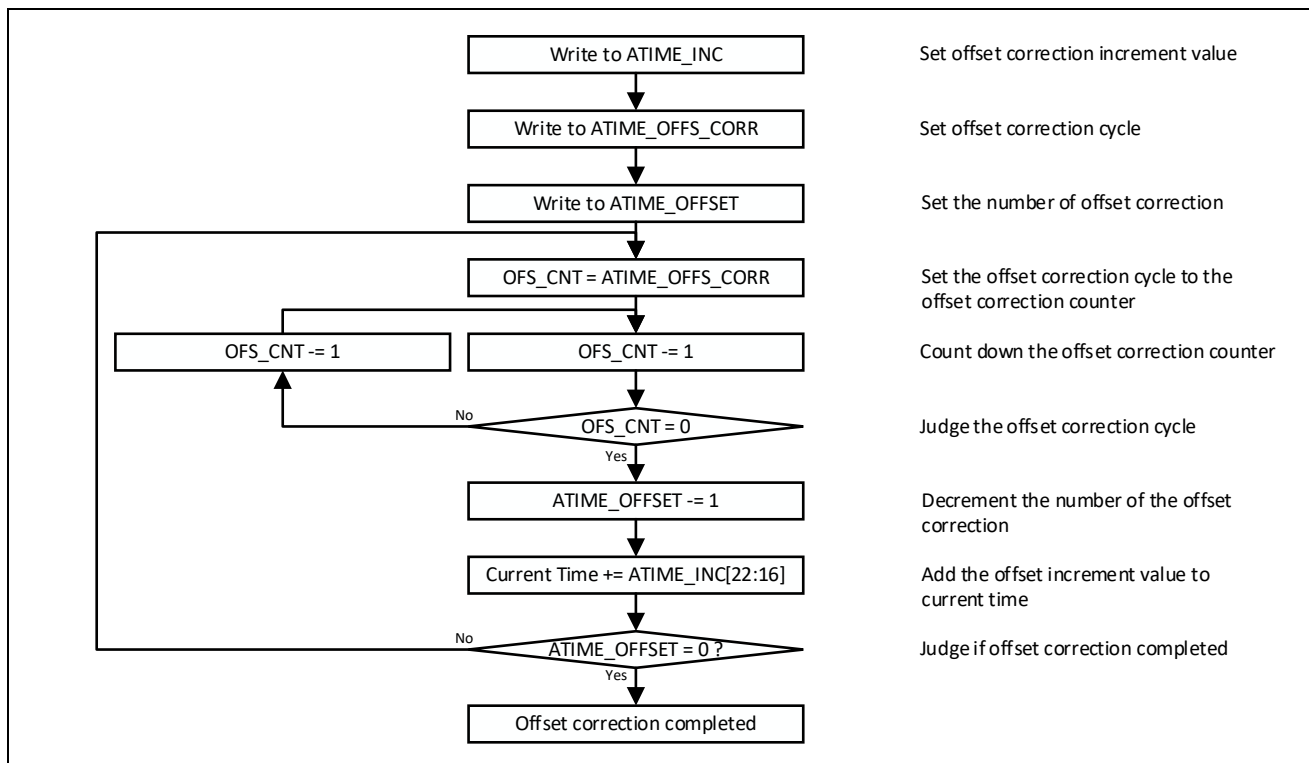 Write to ATIME_INC
Set offset correction increment value
Write to ATIME_OFFS_CORR
Set offset correction cycle
Write to ATIME_OFFSET
Set the number of offset correction
OFS_CNT = ATIME_OFFS_CORR
Set the offset correction cycle to the
offset correction counter
OFS_CNT -= 1
OFS_CNT -= 1
Count down the offset correction counter
No
OFS_CNT = 0
Judge the offset correction cycle
Yes
ATIME_OFFSET -= 1
Decrement the number of the offset
correction
Current Time += ATIME_INC[22:16]
Add the offset increment value to
current time
No
ATIME_OFFSET = 0 ?
Judge if offset correction completed
Yes
Offset correction completed